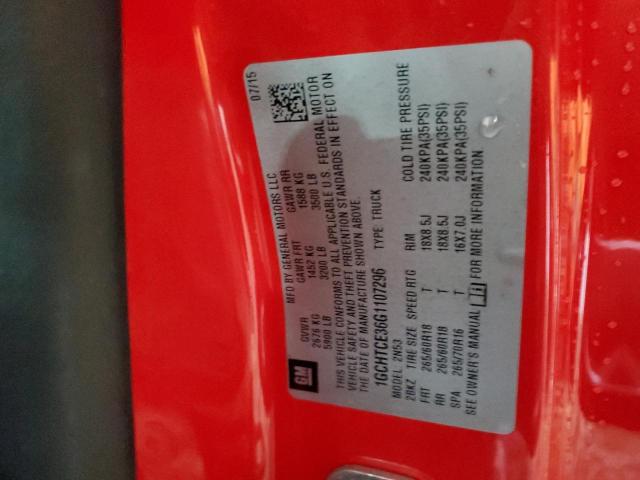 GM MFD BY GENERAL MOTORS LLC 07/15
GVWR GAWR FRT GAWR RR
2676 KG 1452 KG 1588 KG
5900 LB 3200 LB 3500 LB
THIS VEHICLE CONFORMS TO ALL APPLICABLE U.S. FEDERAL MOTOR
VEHICLE SAFETY AND THEFT PREVENTION STANDARDS IN EFFECT ON
THE DATE OF MANUFACTURE SHOWN ABOVE.
1GCHTCE36G1107296 TYPE TRUCK
MODEL: 2N53
2BKZ TIRE SIZE SPEED RTG RIM COLD TIRE PRESSURE
FRT 265/60R18 T 18X8.5J 240KPA(35PSI)
RR 265/60R18 T 18X8.5J 240KPA(35PSI)
SPA 265/70R16 T 16X7.0J 240KPA(35PSI)
SEE OWNER'S MANUAL FOR MORE INFORMATION